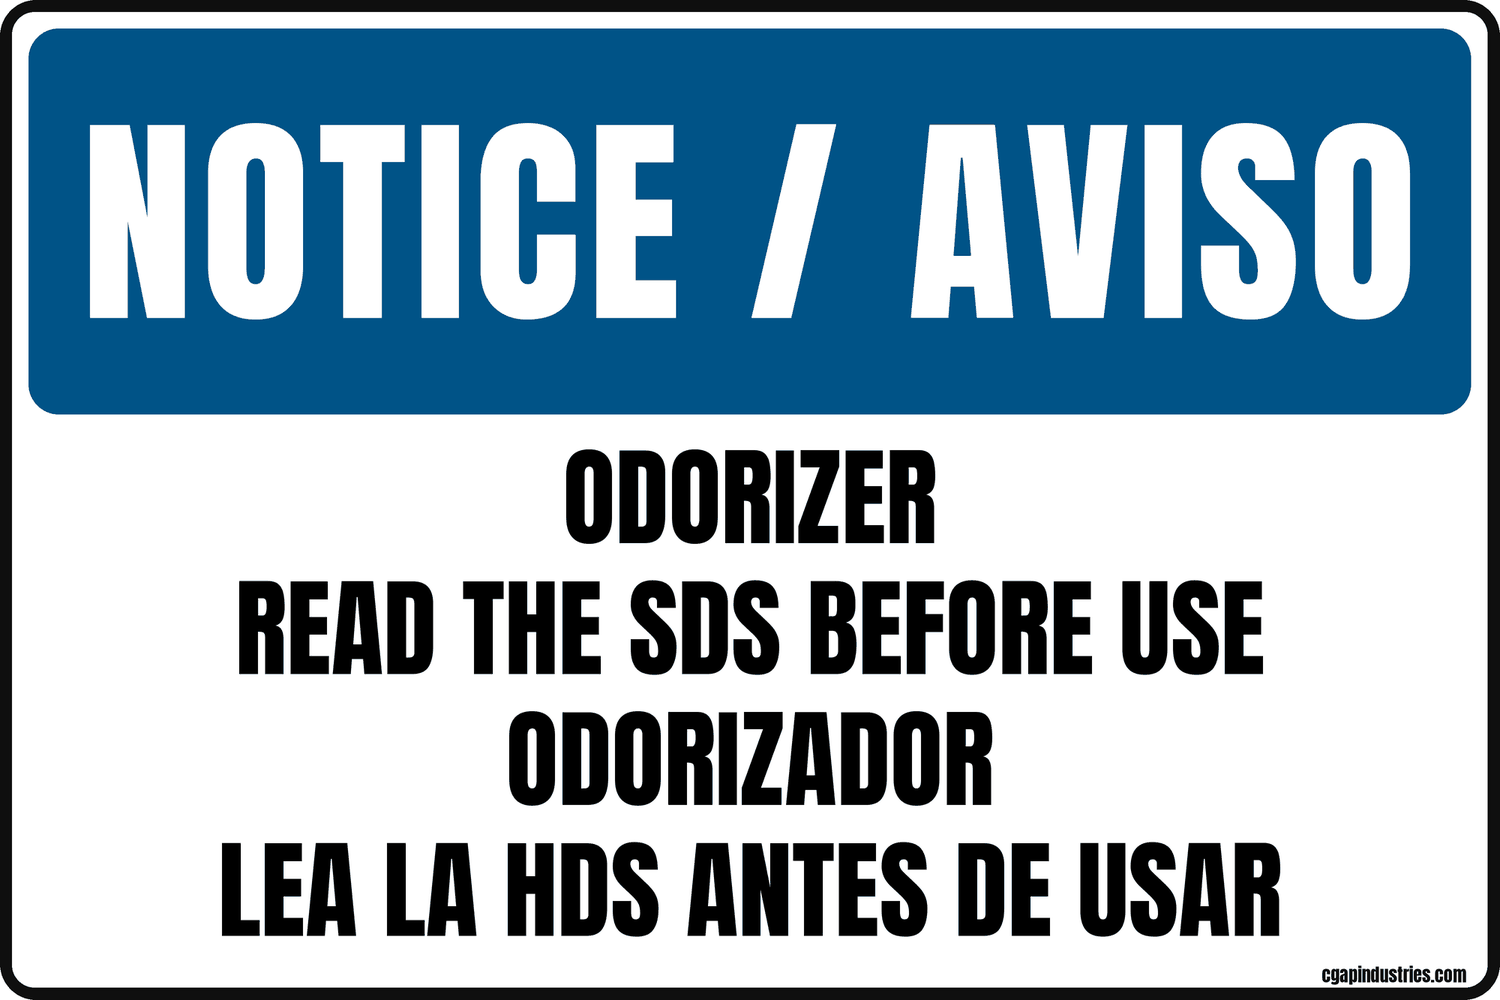 NOTICE / AVISO
ODORIZER
READ THE SDS BEFORE USE
ODORIZADOR
LEA LA HDS ANTES DE USAR
cgapindustries.com